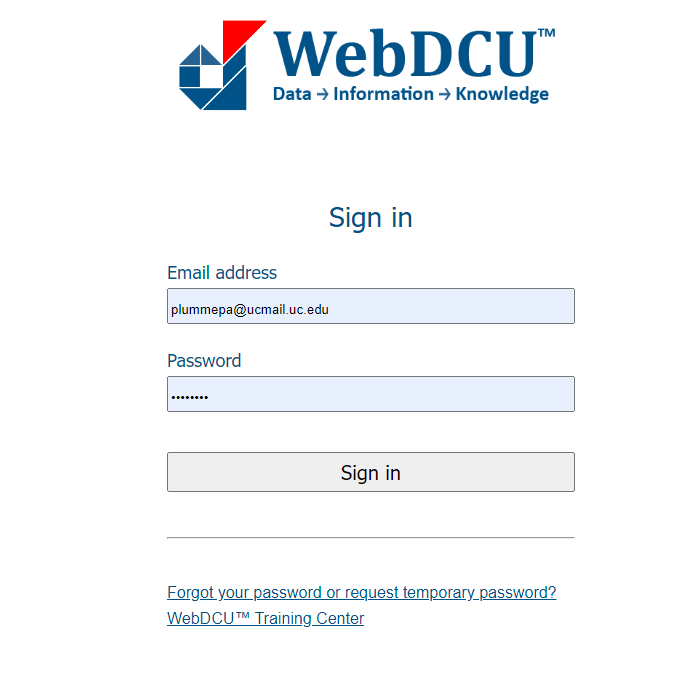 WebDCU™
Data → Information → Knowledge
Sign in
Email address
plummepa@ucmail.uc.edu
Password
••••••••
Sign in
Forgot your password or request temporary password?
WebDCU™ Training Center